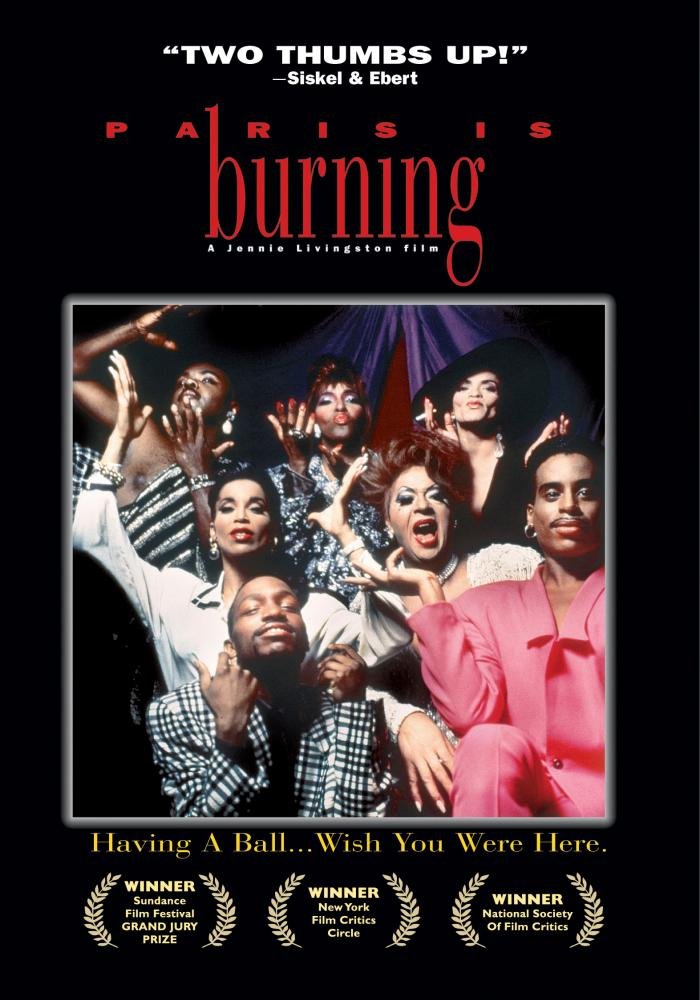 “TWO THUMBS UP!”
—Siskel & Ebert
PARIS IS
burning
A Jennie Livingston film
Having A Ball...Wish You Were Here.
WINNER
Sundance
Film Festival
GRAND JURY
PRIZE
WINNER
New York
Film Critics
Circle
WINNER
National Society
Of Film Critics